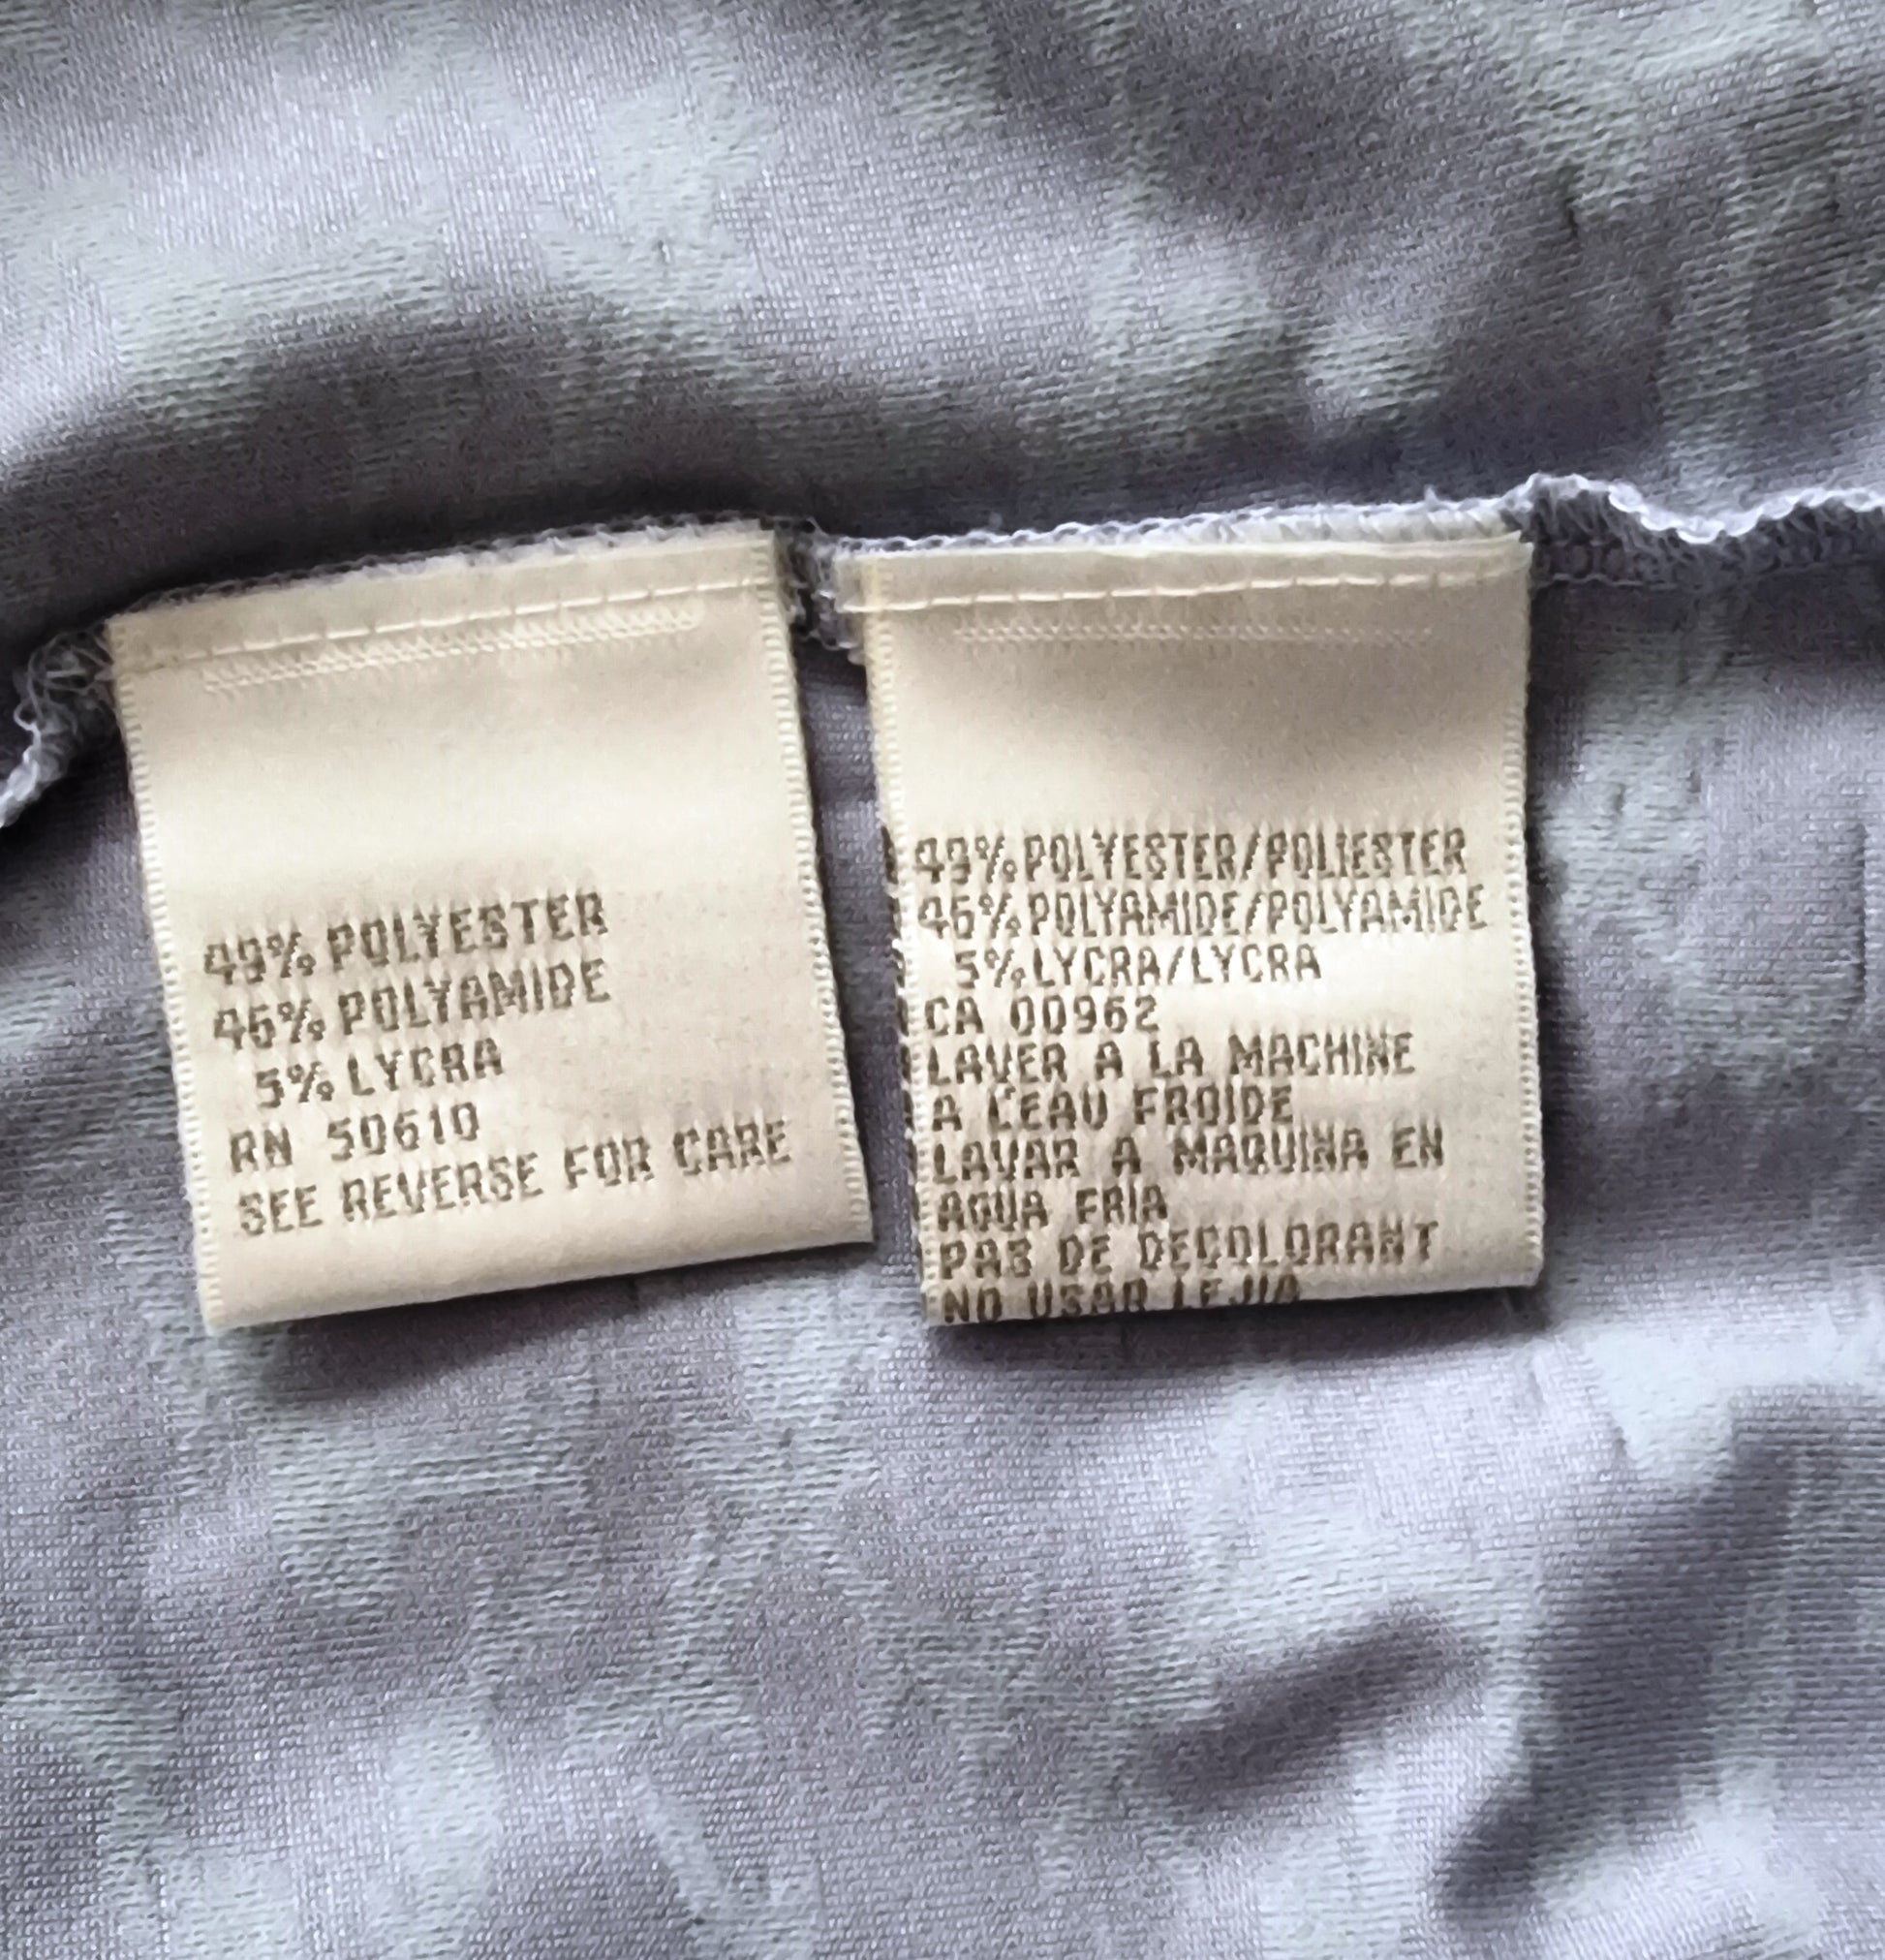 49% POLYESTER
46% POLYAMIDE
5% LYCRA
RN 50610
SEE REVERSE FOR CARE
49% POLYESTER/POLIESTER
46% POLYAMIDE/POLYAMIDE
5% LYCRA/LYCRA
CA 00962
LAVER A LA MACHINE
A L'EAU FROIDE
LAVAR A MAQUINA EN
AGUA FRIA
PAS DE DECOLORANT
NO USAR LEJIA